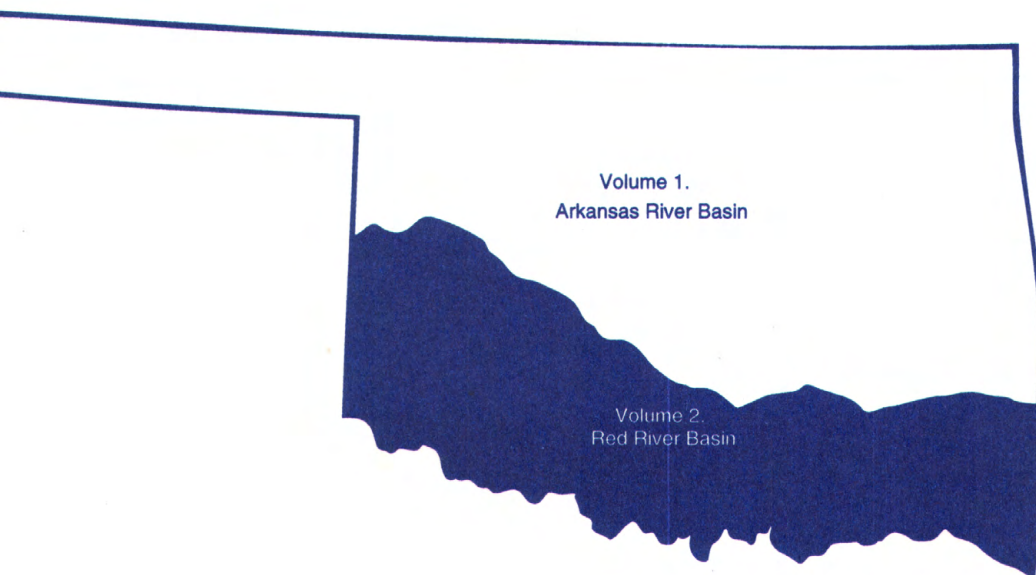 Volume 1.
Arkansas River Basin
Volume 2.
Red River Basin